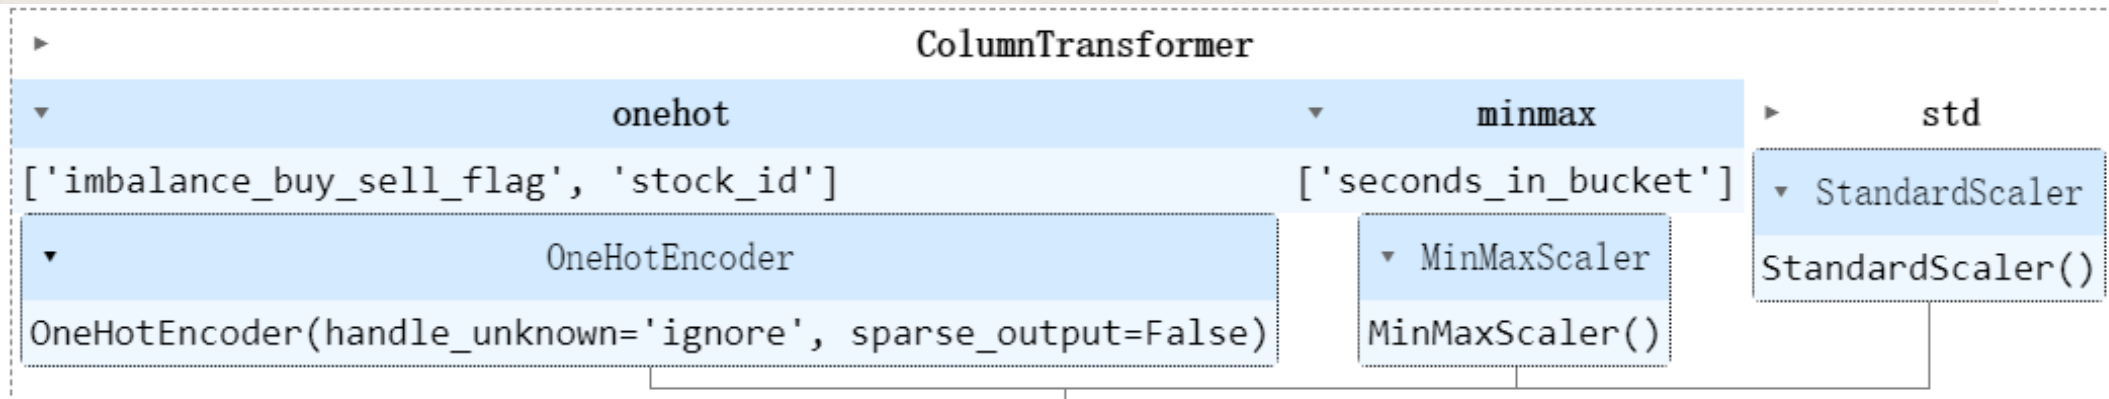 ColumnTransformer
onehot
minmax
std
['imbalance_buy_sell_flag', 'stock_id']
['seconds_in_bucket']
StandardScaler
OneHotEncoder
MinMaxScaler
StandardScaler()
OneHotEncoder(handle_unknown='ignore', sparse_output=False)
MinMaxScaler()